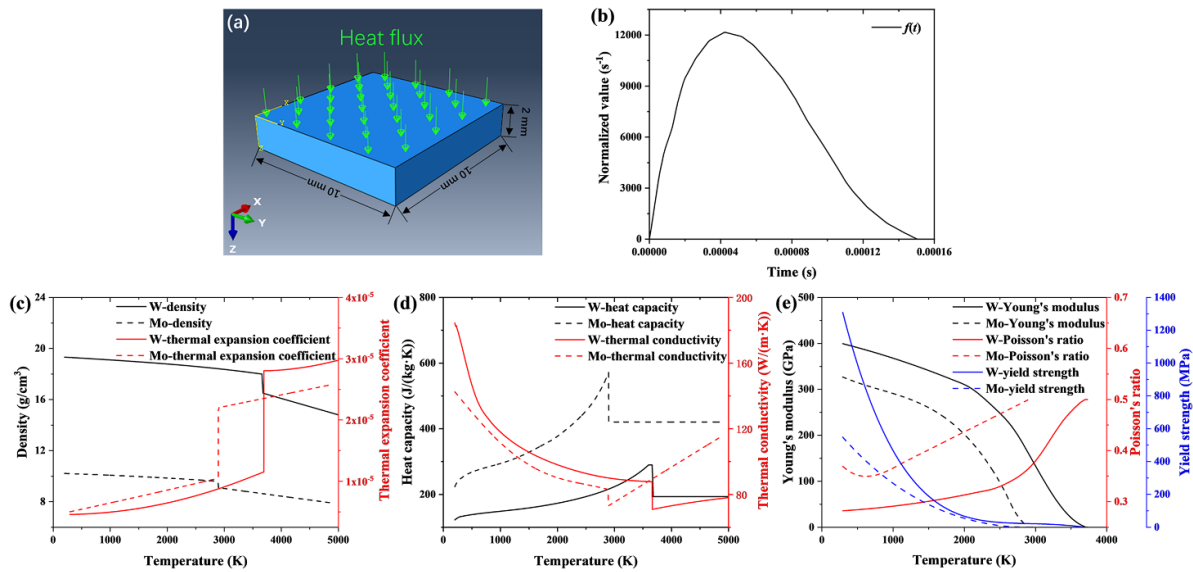 (a)
Heat flux
X
Y
Z
2 mm
10 mm
10 mm
X
Y
Z
(b)
f(t)
12000
9000
6000
3000
0
Normalized value (s⁻¹)
0.00000
0.00004
0.00008
0.00012
0.00016
Time (s)
(c)
W-density
Mo-density
W-thermal expansion coefficient
Mo-thermal expansion coefficient
24
20
16
12
8
Density (g/cm³)
4x10⁻⁵
3x10⁻⁵
2x10⁻⁵
1x10⁻⁵
Thermal expansion coefficient
0
1000
2000
3000
4000
5000
Temperature (K)
(d)
W-heat capacity
Mo-heat capacity
W-thermal conductivity
Mo-thermal conductivity
800
600
400
200
Heat capacity (J/(kg·K))
200
160
120
80
Thermal conductivity (W/(m·K))
0
1000
2000
3000
4000
5000
Temperature (K)
(e)
W-Young's modulus
Mo-Young's modulus
W-Poisson's ratio
Mo-Poisson's ratio
W-yield strength
Mo-yield strength
500
400
300
200
100
0
Young's modulus (GPa)
0.7
0.6
0.5
0.4
0.3
Poisson's ratio
1400
1200
1000
800
600
400
200
0
Yield strength (MPa)
0
1000
2000
3000
4000
Temperature (K)